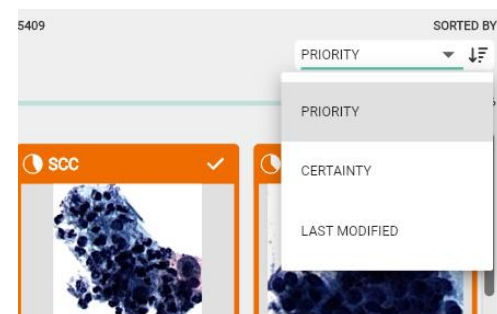 5409
SORTED BY
PRIORITY
PRIORITY
CERTAINTY
LAST MODIFIED
SCC